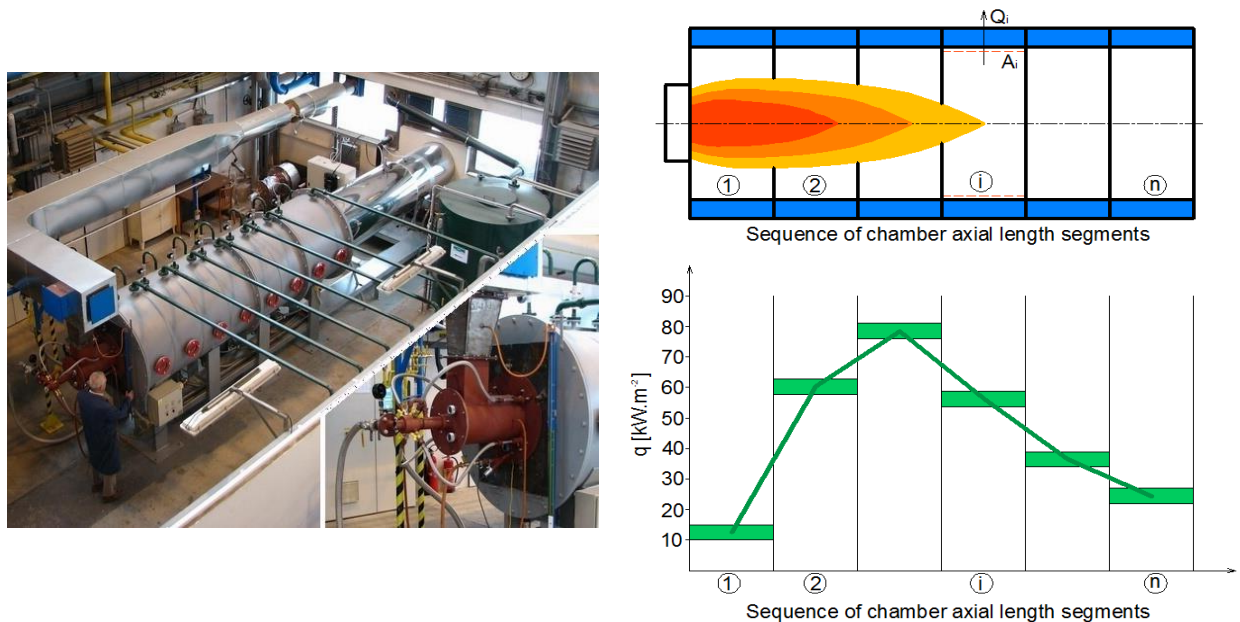 Qᵢ
Aᵢ
① ② ⓘ ⓝ
Sequence of chamber axial length segments
q [kW.m⁻²]
90
80
70
60
50
40
30
20
10
① ② ⓘ ⓝ
Sequence of chamber axial length segments